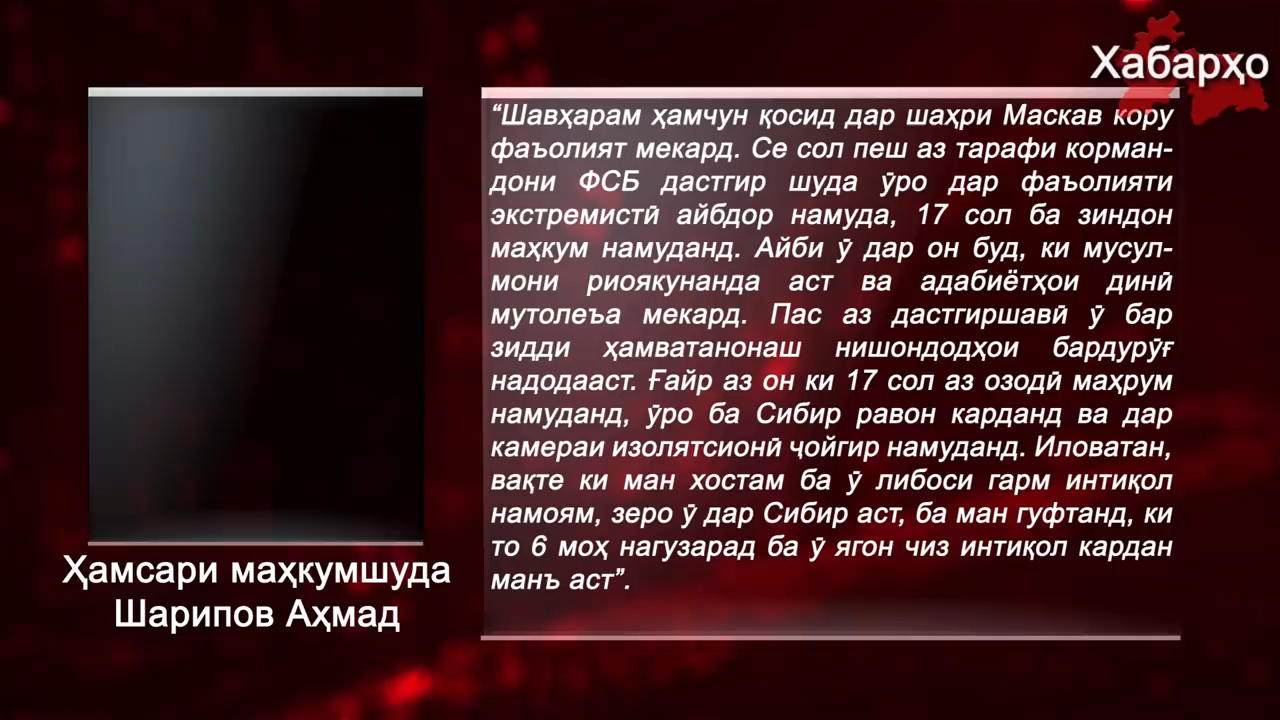 Хабарҳо
“Шавҳарам ҳамчун қосид дар шаҳри Маскав кору
фаъолият мекард. Се сол пеш аз тарафи корман-
дони ФСБ дастгир шуда ӯро дар фаъолияти
экстремистӣ айбдор намуда, 17 сол ба зиндон
маҳкум намуданд. Айби ӯ дар он буд, ки мусул-
мони риоякунанда аст ва адабиётҳои динӣ
мутолеъа мекард. Пас аз дастгиршавӣ ӯ бар
зидди ҳамватанонаш нишондодҳои бардурӯғ
надодааст. Ғайр аз он ки 17 сол аз озодӣ маҳрум
намуданд, ӯро ба Сибир равон карданд ва дар
камераи изолятсионӣ ҷойгир намуданд. Иловатан,
вақте ки ман хостам ба ӯ либоси гарм интиқол
намоям, зеро ӯ дар Сибир аст, ба ман гуфтанд, ки
то 6 моҳ нагузарад ба ӯ ягон чиз интиқол кардан
манъ аст”.
Ҳамсари маҳкумшуда
Шарипов Аҳмад